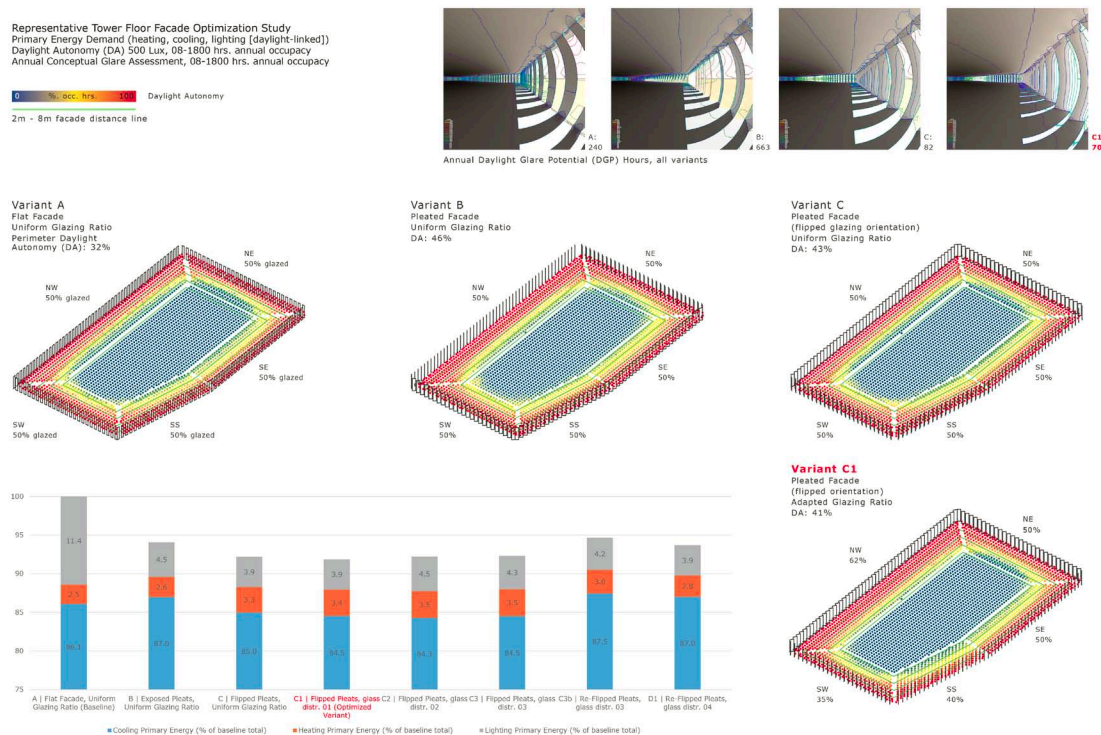 Representative Tower Floor Facade Optimization Study
Primary Energy Demand (heating, cooling, lighting [daylight-linked])
Daylight Autonomy (DA) 500 Lux, 08-1800 hrs. annual occupacy
Annual Conceptual Glare Assessment, 08-1800 hrs. annual occupacy
0 %. occ. hrs. 100 Daylight Autonomy
2m - 8m facade distance line
A:
240
B:
663
C:
82
C1
70
Annual Daylight Glare Potential (DGP) Hours, all variants
Variant A
Flat Facade
Uniform Glazing Ratio
Perimeter Daylight
Autonomy (DA): 32%
NE
50% glazed
NW
50% glazed
SE
50% glazed
SW
50% glazed
SS
50% glazed
Variant B
Pleated Facade
Uniform Glazing Ratio
DA: 46%
NE
50%
NW
50%
SE
50%
SW
50%
SS
50%
Variant C
Pleated Facade
(flipped glazing orientation)
Uniform Glazing Ratio
DA: 43%
NE
50%
NW
50%
SE
50%
SW
50%
SS
50%
Variant C1
Pleated Facade
(flipped orientation)
Adapted Glazing Ratio
DA: 41%
NE
50%
NW
62%
SE
50%
SW
35%
SS
40%
100
95
90
85
80
75
11.4
2.5
86.1
4.5
2.6
87.0
3.9
3.3
85.0
3.9
3.4
84.5
4.5
3.5
84.3
4.3
3.5
84.5
4.2
3.0
87.5
3.9
2.8
87.0
A | Flat Facade, Uniform
Glazing Ratio (Baseline)
B | Exposed Pleats,
Uniform Glazing Ratio
C | Flipped Pleats,
Uniform Glazing Ratio
C1 | Flipped Pleats, glass
distr. 01 (Optimized
Variant)
C2 | Flipped Pleats, glass
distr. 02
C3 | Flipped Pleats, glass
distr. 03
C3b | Re-Flipped Pleats,
glass distr. 03
D1 | Re-Flipped Pleats,
glass distr. 04
Cooling Primary Energy (% of baseline total)
Heating Primary Energy (% of baseline total)
Lighting Primary Energy (% of baseline total)